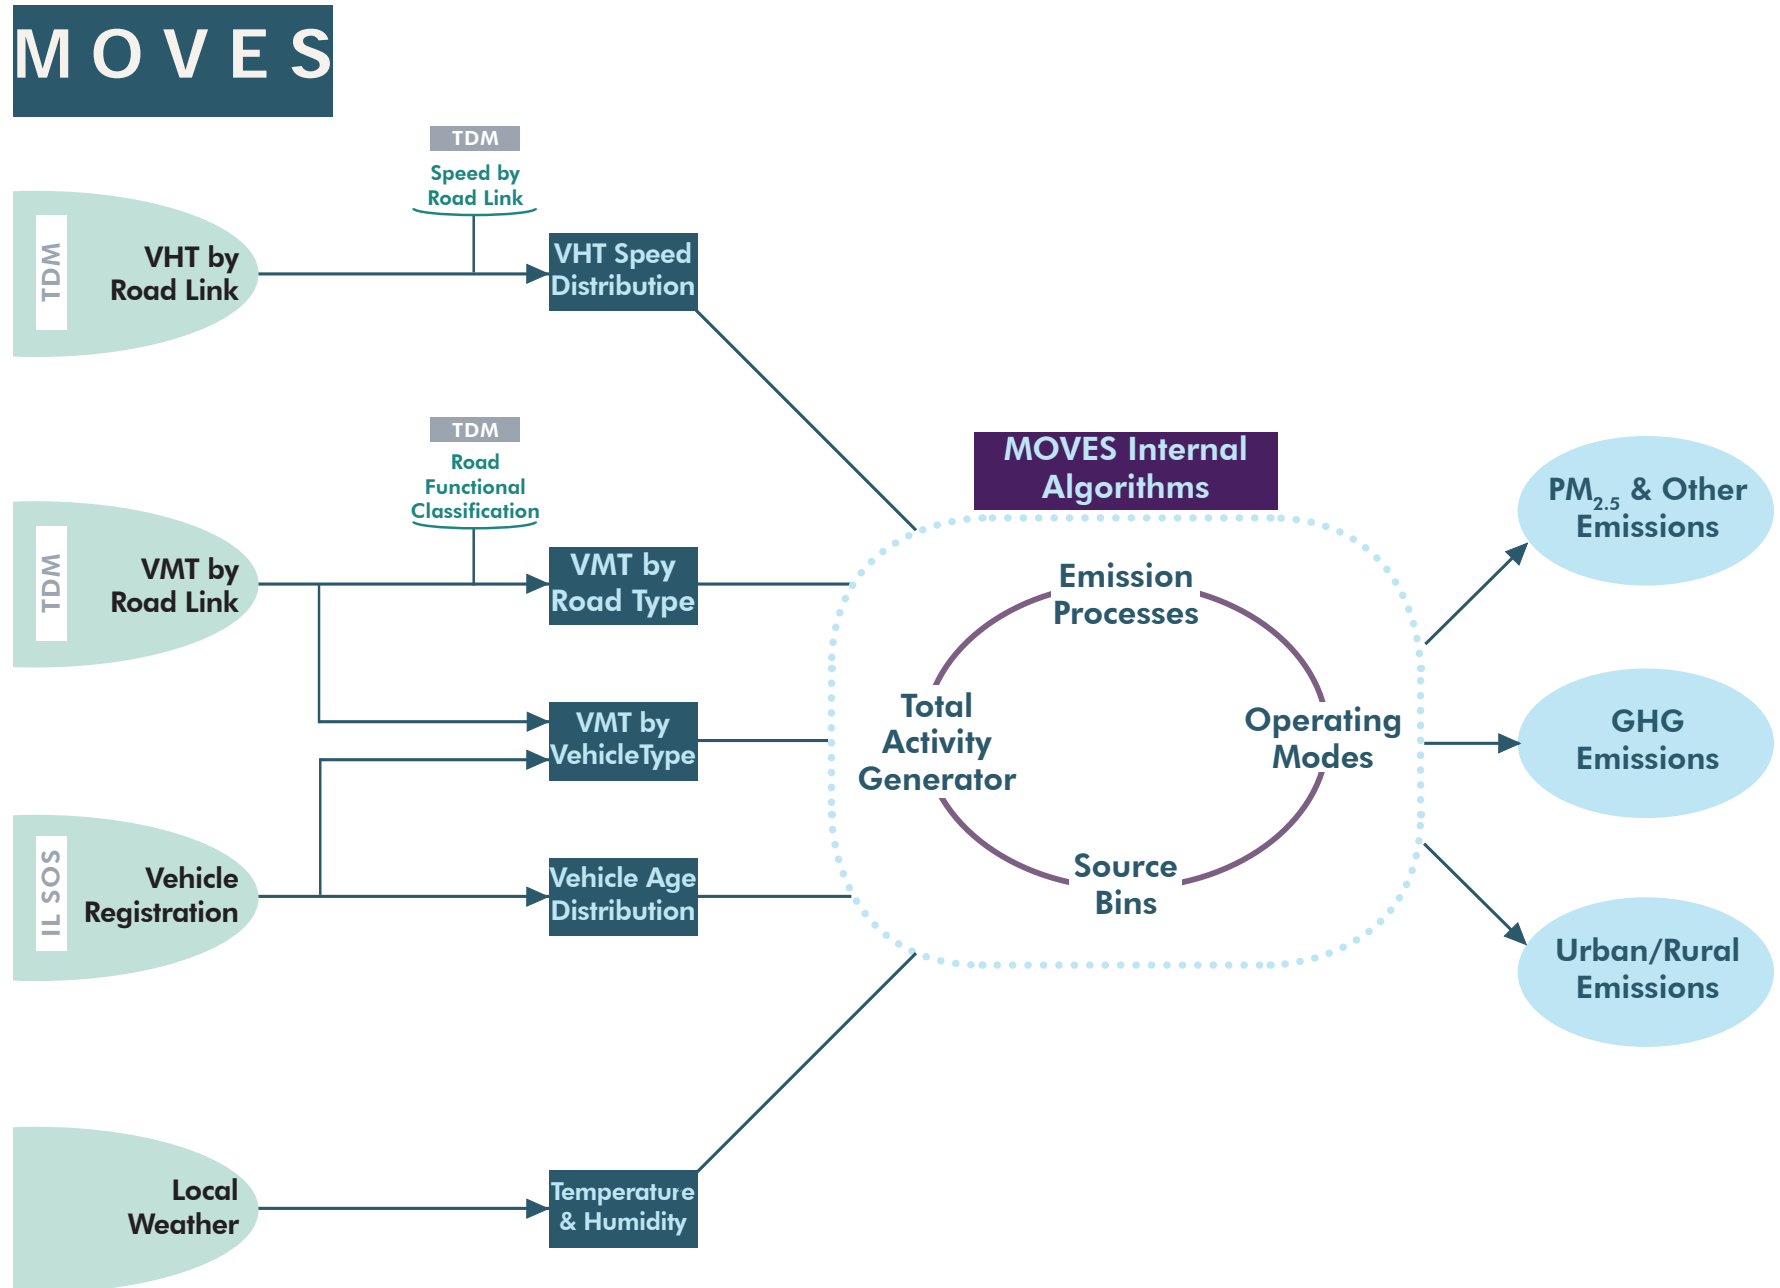 MOVES
TDM
Speed by
Road Link
TDM
VHT by
Road Link
VHT Speed
Distribution
TDM
Road
Functional
Classification
TDM
VMT by
Road Link
VMT by
Road Type
VMT by
VehicleType
IL SOS
Vehicle
Registration
Vehicle Age
Distribution
Local
Weather
Temperature
& Humidity
MOVES Internal
Algorithms
Emission
Processes
Total
Activity
Generator
Operating
Modes
Source
Bins
PM2.5 & Other
Emissions
GHG
Emissions
Urban/Rural
Emissions